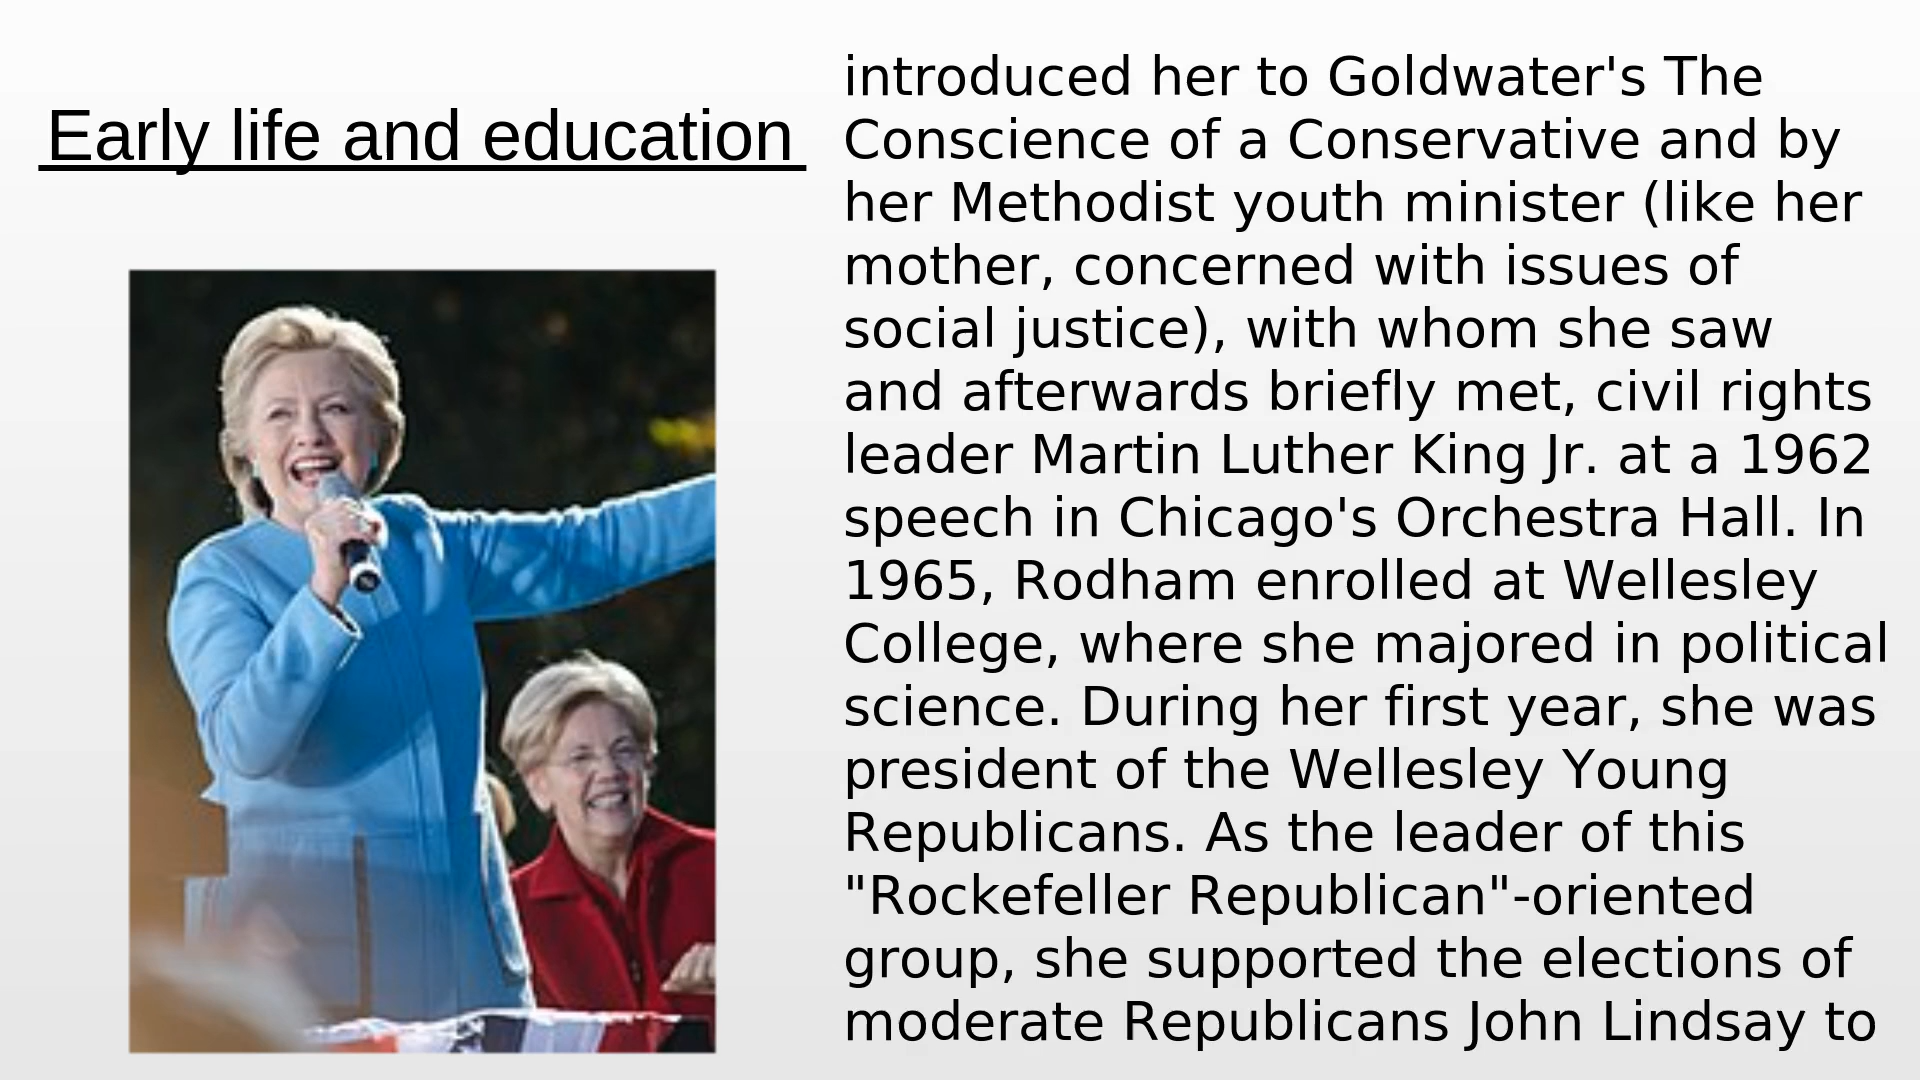 Early life and education
introduced her to Goldwater's The
Conscience of a Conservative and by
her Methodist youth minister (like her
mother, concerned with issues of
social justice), with whom she saw
and afterwards briefly met, civil rights
leader Martin Luther King Jr. at a 1962
speech in Chicago's Orchestra Hall. In
1965, Rodham enrolled at Wellesley
College, where she majored in political
science. During her first year, she was
president of the Wellesley Young
Republicans. As the leader of this
"Rockefeller Republican"-oriented
group, she supported the elections of
moderate Republicans John Lindsay to